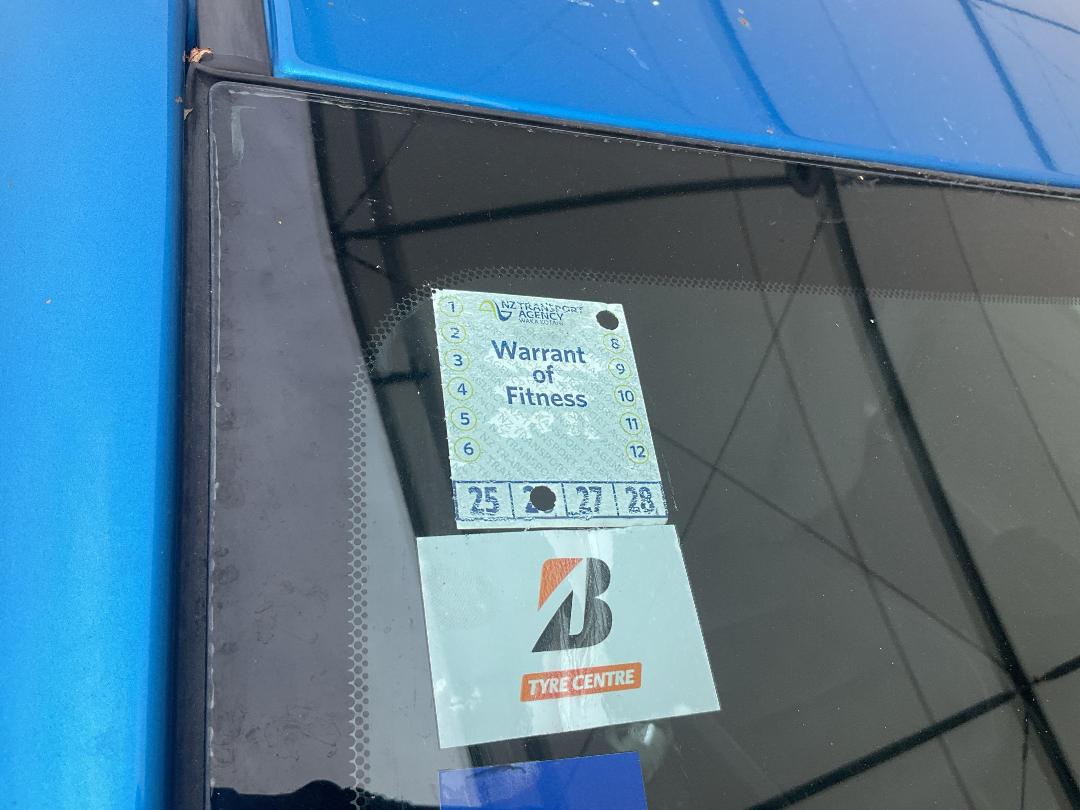 NZ TRANSPORT
AGENCY
WAKA KOTAHI
1
2
3
4
5
6
8
9
10
11
12
Warrant
of
Fitness
25 27 28
B
TYRE CENTRE